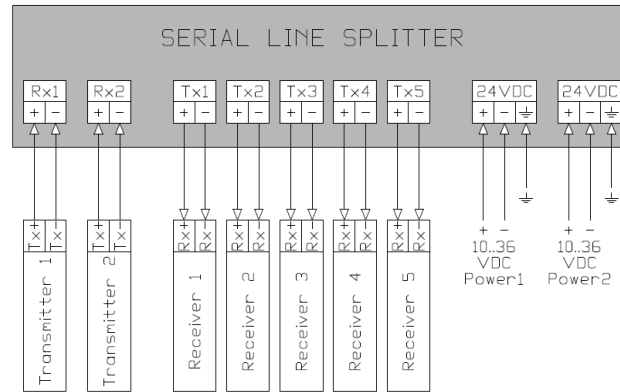 SERIAL LINE SPLITTER
Rx1 Rx2 Tx1 Tx2 Tx3 Tx4 Tx5 24VDC 24VDC
+ - + - + - + - + - + - + - + - + -
Tx+ Tx- Tx+ Tx- Rx+ Rx- Rx+ Rx- Rx+ Rx- Rx+ Rx- Rx+ Rx-
Transmitter 1
Transmitter 2
Receiver 1
Receiver 2
Receiver 3
Receiver 4
Receiver 5
+ -
10..36
VDC
Power1
+ -
10..36
VDC
Power2